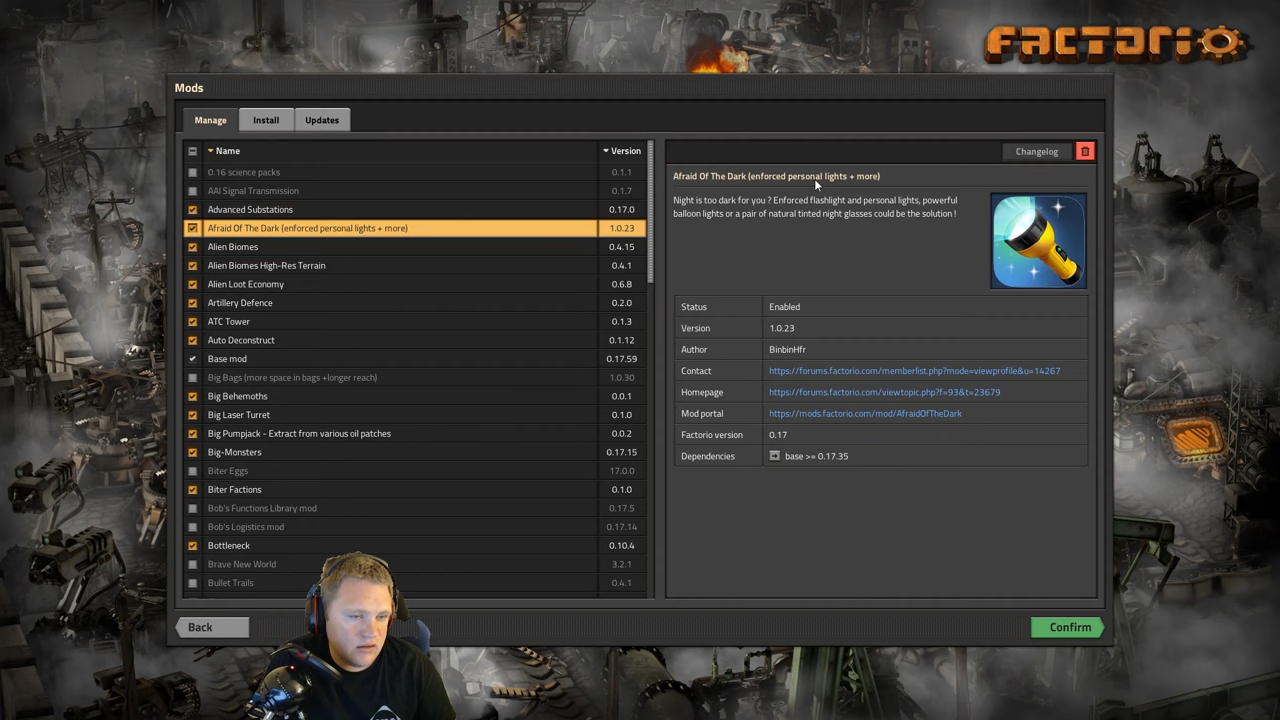 FACTORIO
Mods
Manage
Install
Updates
Name
Version
0.16 science packs
0.1.1
AAI Signal Transmission
0.1.7
Advanced Substations
0.17.0
Afraid Of The Dark (enforced personal lights + more)
1.0.23
Alien Biomes
0.4.15
Alien Biomes High-Res Terrain
0.4.1
Alien Loot Economy
0.6.8
Artillery Defence
0.2.0
ATC Tower
0.1.3
Auto Deconstruct
0.1.12
Base mod
0.17.59
Big Bags (more space in bags +longer reach)
1.0.30
Big Behemoths
0.0.1
Big Laser Turret
0.1.0
Big Pumpjack - Extract from various oil patches
0.0.2
Big-Monsters
0.17.15
Biter Eggs
17.0.0
Biter Factions
0.1.0
Bob's Functions Library mod
0.17.5
Bob's Logistics mod
0.17.14
Bottleneck
0.10.4
Brave New World
3.2.1
Bullet Trails
0.4.1
Changelog
Afraid Of The Dark (enforced personal lights + more)
Night is too dark for you ? Enforced flashlight and personal lights, powerful
balloon lights or a pair of natural tinted night glasses could be the solution !
Status
Enabled
Version
1.0.23
Author
BinbinHfr
Contact
https://forums.factorio.com/memberlist.php?mode=viewprofile&u=14267
Homepage
https://forums.factorio.com/viewtopic.php?f=93&t=23679
Mod portal
https://mods.factorio.com/mod/AfraidOfTheDark
Factorio version
0.17
Dependencies
base >= 0.17.35
Back
Confirm